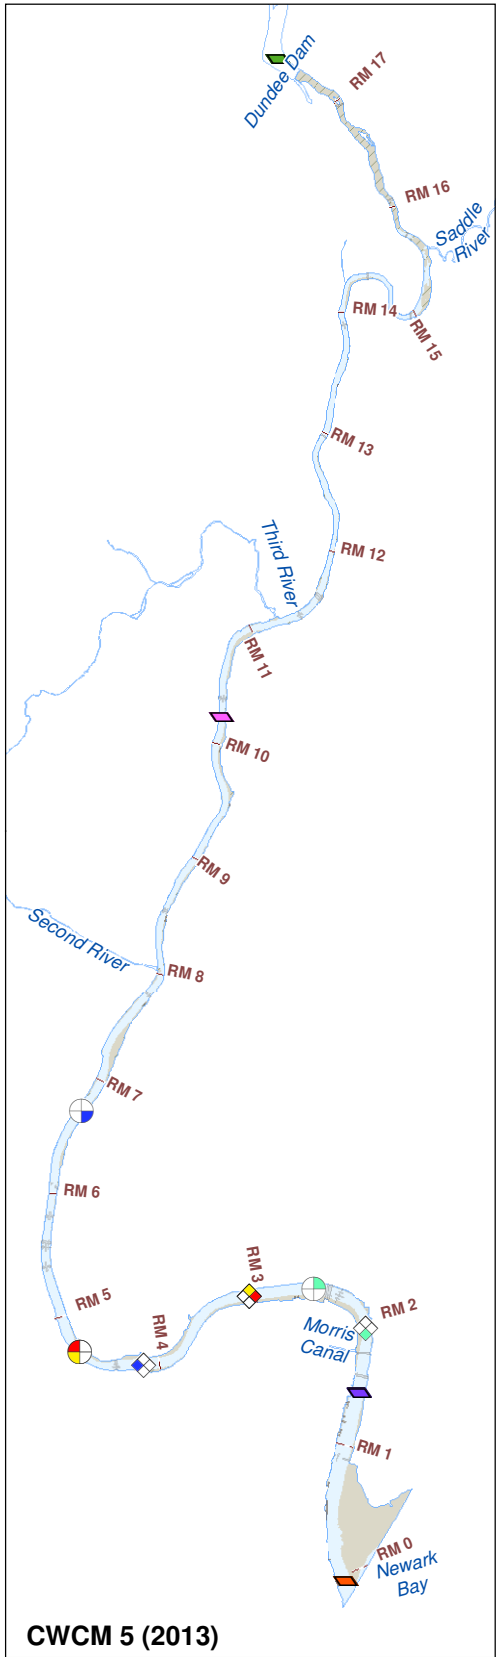 Dundee Dam
RM 17
RM 16
Saddle
River
RM 14
RM 15
RM 13
RM 12
Third River
RM 11
RM 10
RM 9
Second River
RM 8
RM 7
RM 6
RM 5
RM 4
RM 3
RM 2
Morris
Canal
RM 1
RM 0
Newark
Bay
CWCM 5 (2013)